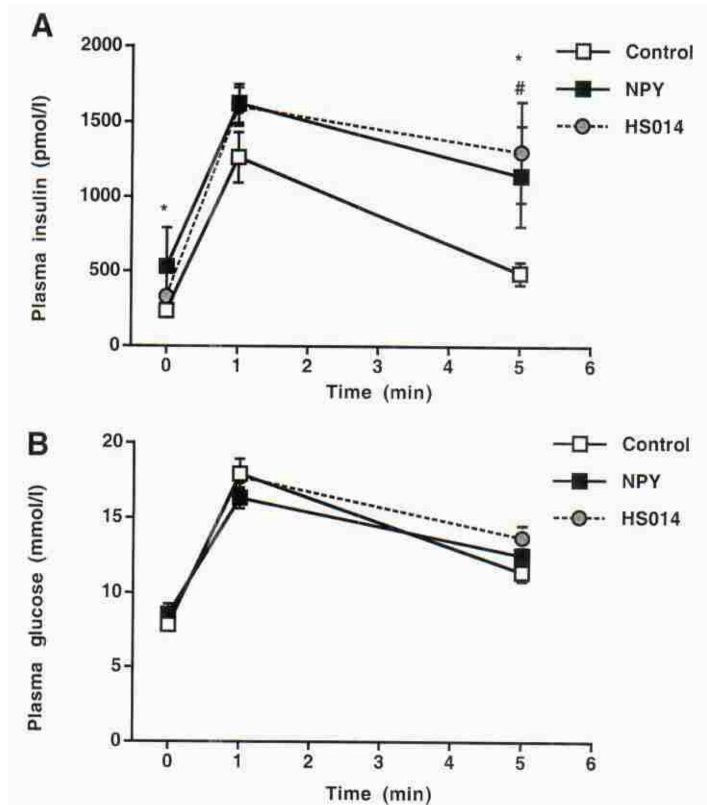 A
Plasma insulin (pmol/l)
2000
1500
1000
500
0
*
*
#
Control
NPY
HS014
0 1 2 3 4 5 6
Time (min)
B
Plasma glucose (mmol/l)
20
15
10
5
0
Control
NPY
HS014
0 1 2 3 4 5 6
Time (min)